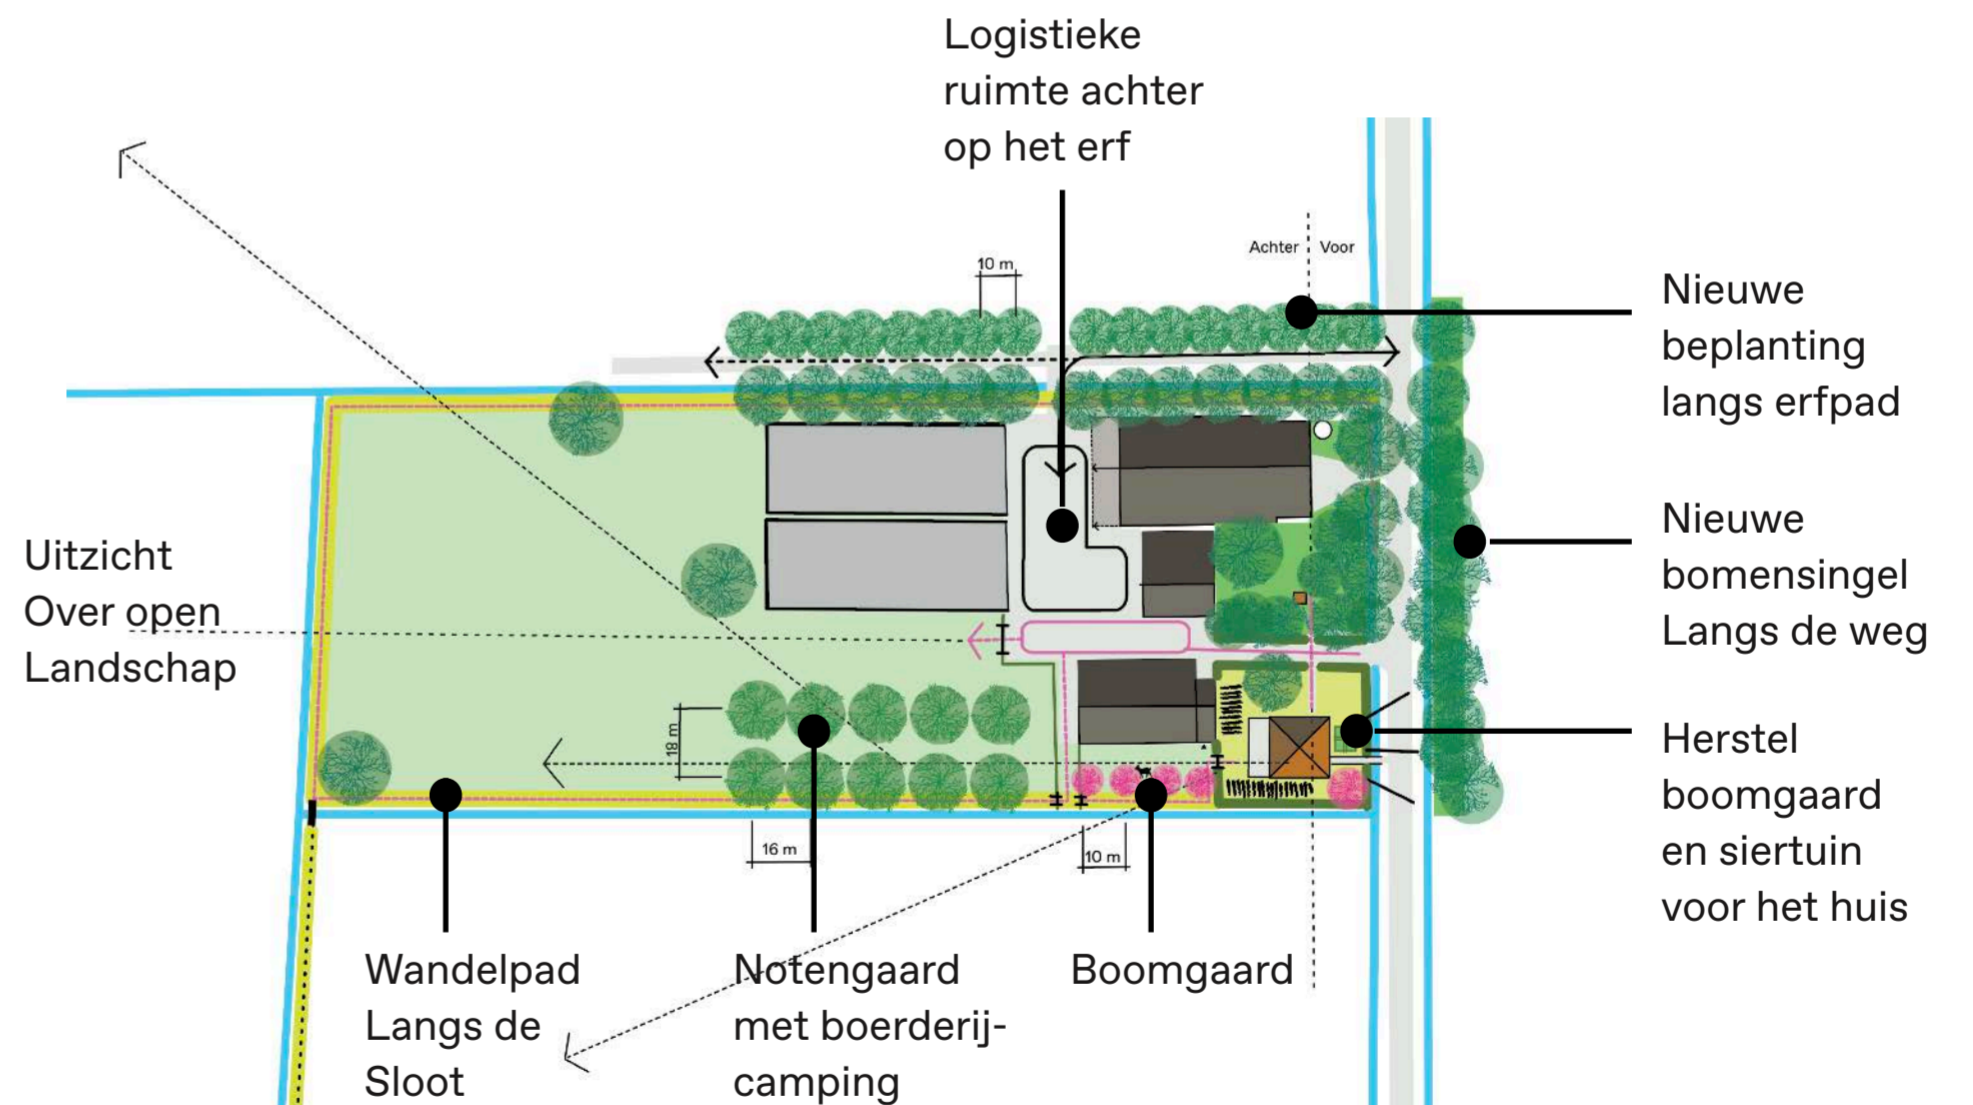 Logistieke
ruimte achter
op het erf
Achter
Voor
10 m
Nieuwe
beplanting
langs erfpad
Nieuwe
bomensingel
Langs de weg
Uitzicht
Over open
Landschap
18 m
Herstel
boomgaard
en siertuin
voor het huis
16 m
10 m
Wandelpad
Langs de
Sloot
Notengaard
met boerderij-
camping
Boomgaard